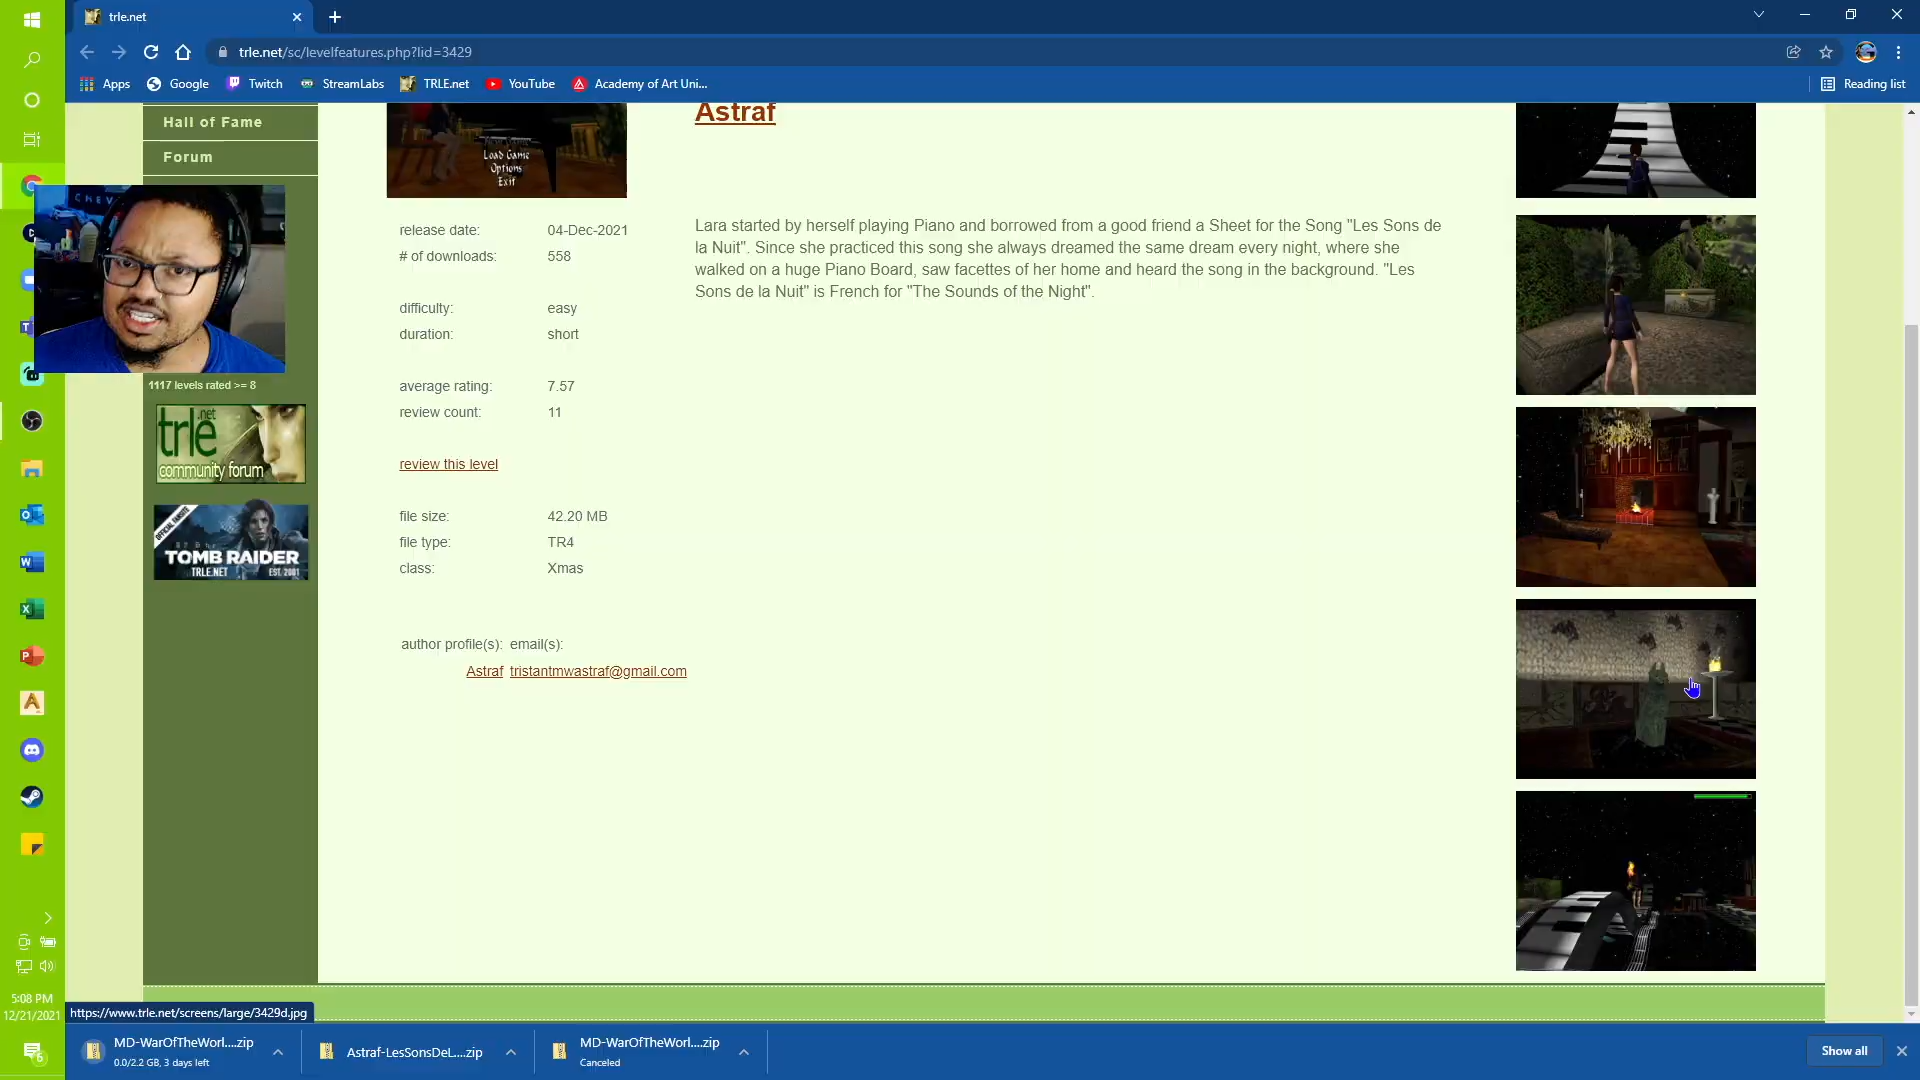 trle.net
trle.net/sc/levelfeatures.php?lid=3429
Apps
Google
Twitch
StreamLabs
TRLE.net
YouTube
Academy of Art Uni...
Reading list
Hall of Fame
Forum
1117 levels rated >= 8
trle.net
community forum
OFFICIAL FANSITE
TOMB RAIDER
TRLE.NET
EST. 2001
Load Game
Options
Exit
Astraf
Lara started by herself playing Piano and borrowed from a good friend a Sheet for the Song "Les Sons de
la Nuit". Since she practiced this song she always dreamed the same dream every night, where she
walked on a huge Piano Board, saw facettes of her home and heard the song in the background. "Les
Sons de la Nuit" is French for "The Sounds of the Night".
release date: 04-Dec-2021
# of downloads: 558
difficulty: easy
duration: short
average rating: 7.57
review count: 11
review this level
file size: 42.20 MB
file type: TR4
class: Xmas
author profile(s): email(s):
Astraf tristantmwastraf@gmail.com
5:08 PM
12/21/2021
6
https://www.trle.net/screens/large/3429d.jpg
MD-WarOfTheWorl....zip
0.0/2.2 GB, 3 days left
Astraf-LesSonsDeL....zip
MD-WarOfTheWorl....zip
Canceled
Show all